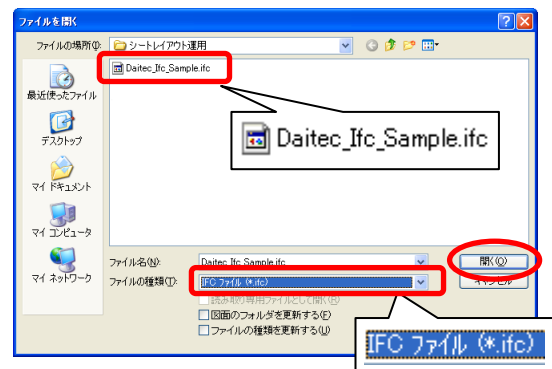 ファイルを開く
ファイルの場所(I):
シートレイアウト運用
Daitec_Ifc_Sample.ifc
Daitec_Ifc_Sample.ifc
最近使ったファイル
デスクトップ
マイ ドキュメント
マイ コンピュータ
マイ ネットワーク
ファイル名(N):
Daitec_Ifc_Sample.ifc
開く(O)
ファイルの種類(T):
IFC ファイル (*.ifc)
キャンセル
読み取り専用ファイルとして開く(R)
図面のフォルダを更新する(F)
ファイルの種類を更新する(U)
IFC ファイル (*.ifc)